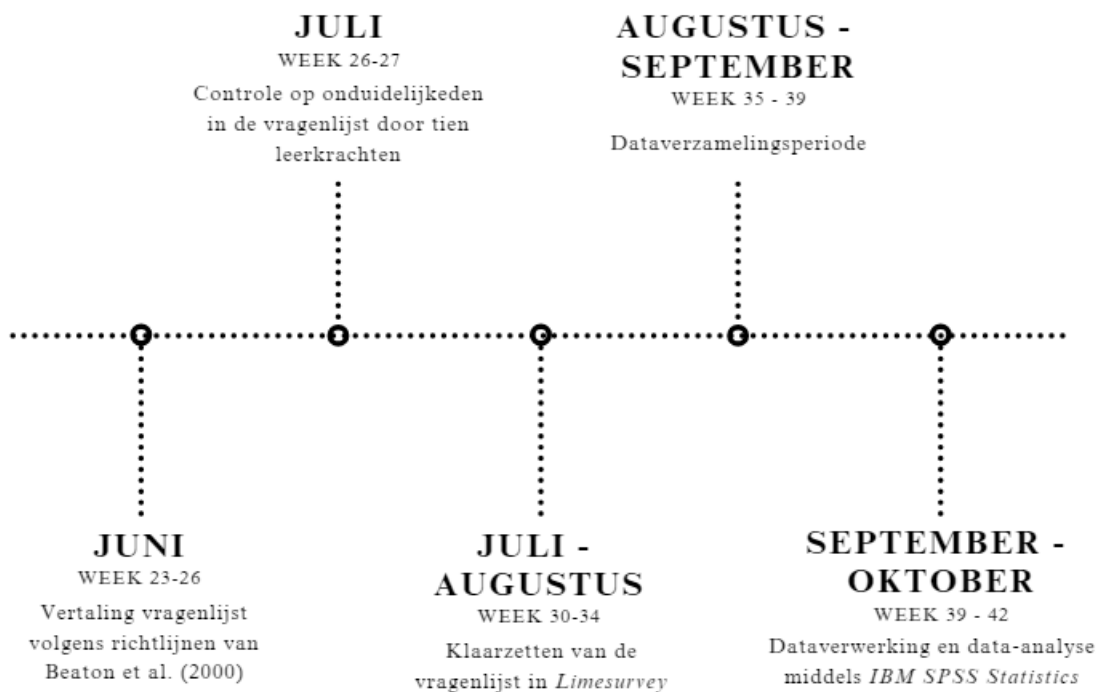 JULI
WEEK 26-27
Controle op onduidelijkeden
in de vragenlijst door tien
leerkrachten
AUGUSTUS -
SEPTEMBER
WEEK 35 - 39
Dataverzamelingsperiode
JUNI
WEEK 23-26
Vertaling vragenlijst
volgens richtlijnen van
Beaton et al. (2000)
JULI -
AUGUSTUS
WEEK 30-34
Klaarzetten van de
vragenlijst in Limesurvey
SEPTEMBER -
OKTOBER
WEEK 39 - 42
Dataverwerking en data-analyse
middels IBM SPSS Statistics